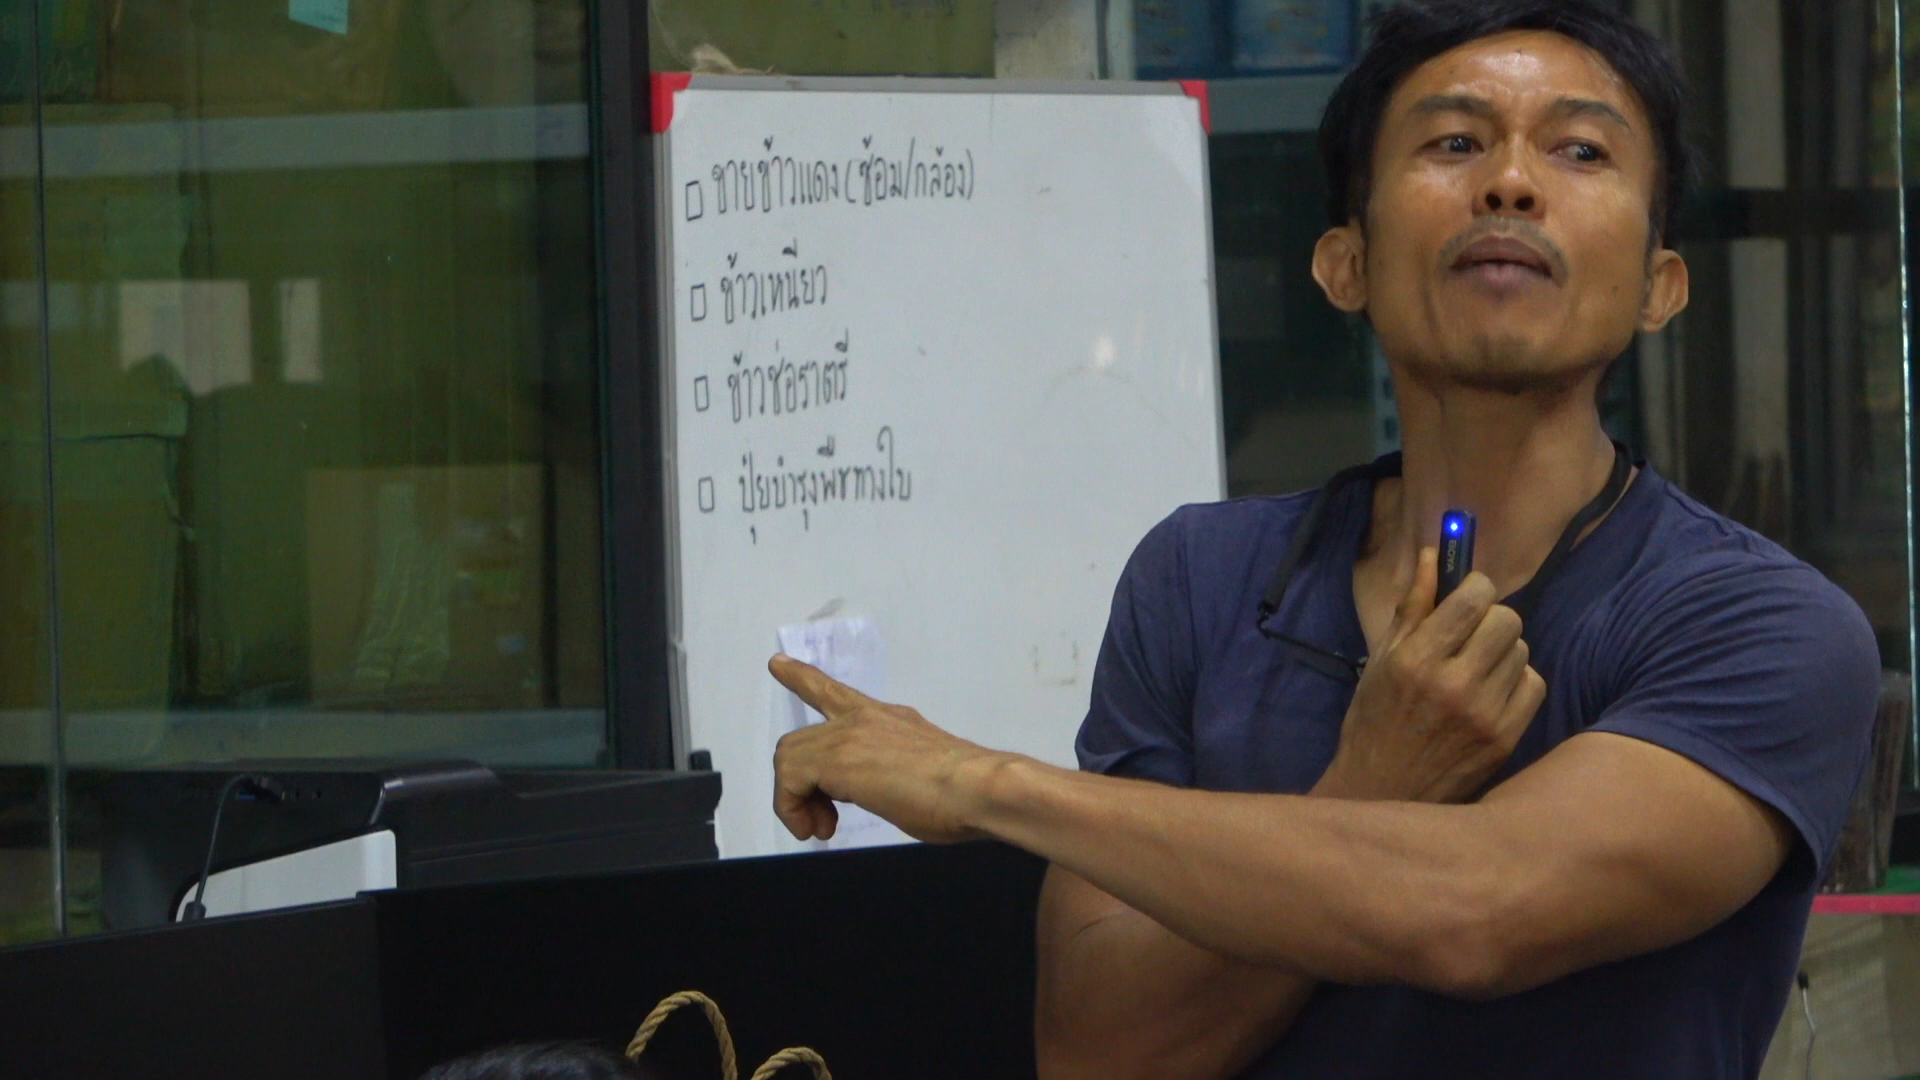 ขายข้าวแดง(ซ้อม/กล้อง)
ข้าวเหนียว
ข้าวช่อราตรี
ปุ๋ยบำรุงพืชทางใบ
BOYA